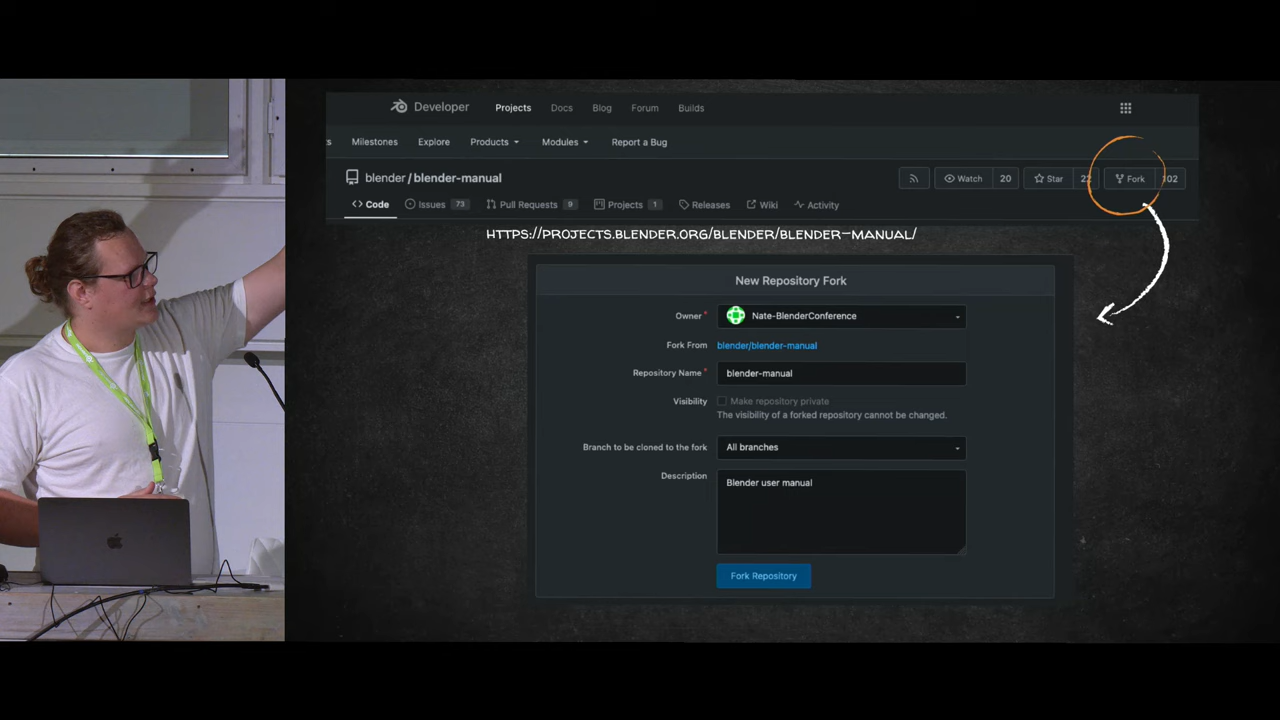 Developer Projects Docs Blog Forum Builds
Milestones Explore Products Modules Report a Bug
blender / blender-manual Watch 20 Star Fork 102
Code Issues 73 Pull Requests 9 Projects 1 Releases Wiki Activity
HTTPS://PROJECTS.BLENDER.ORG/BLENDER/BLENDER-MANUAL/
New Repository Fork
Owner * Nate-BlenderConference
Fork From blender/blender-manual
Repository Name * blender-manual
Visibility Make repository private
The visibility of a forked repository cannot be changed.
Branch to be cloned to the fork All branches
Description Blender user manual
Fork Repository